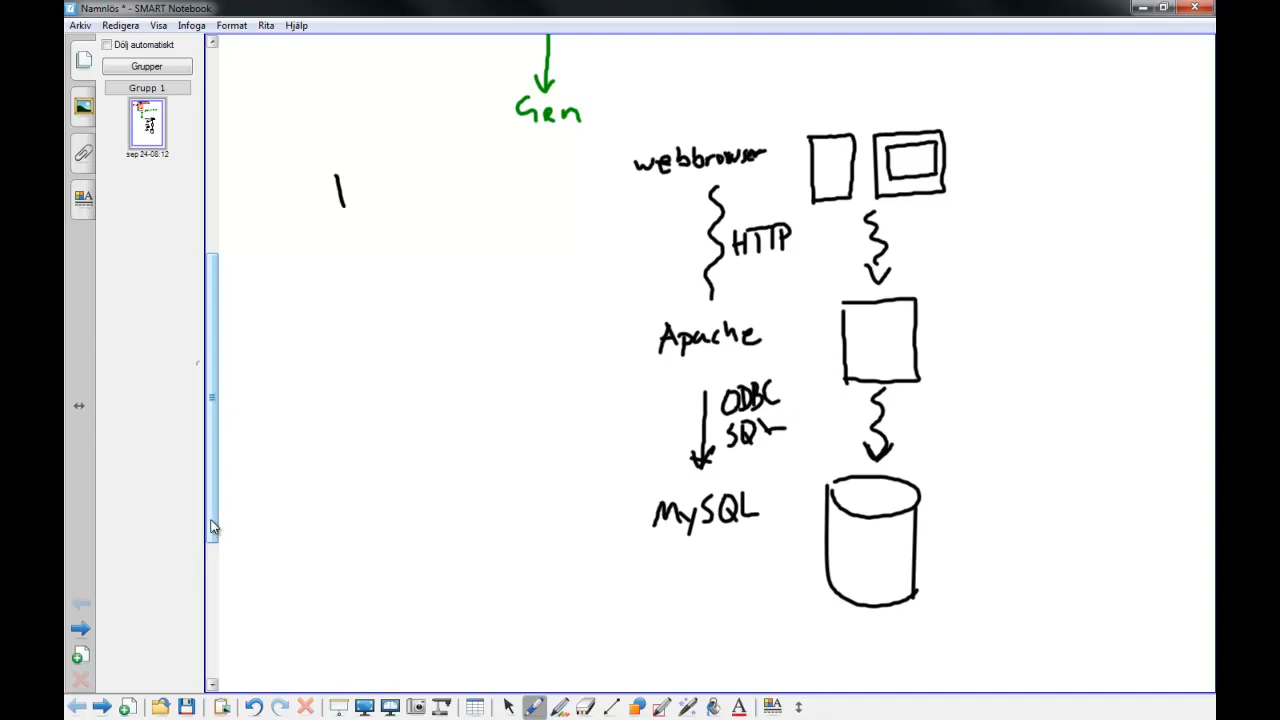 Namnlös * - SMART Notebook
Arkiv Redigera Visa Infoga Format Rita Hjälp
Dölj automatiskt
Grupper
Grupp 1
sep 24-08:12
Gen
webbrowser
HTTP
Apache
ODBC
SQL
MySQL